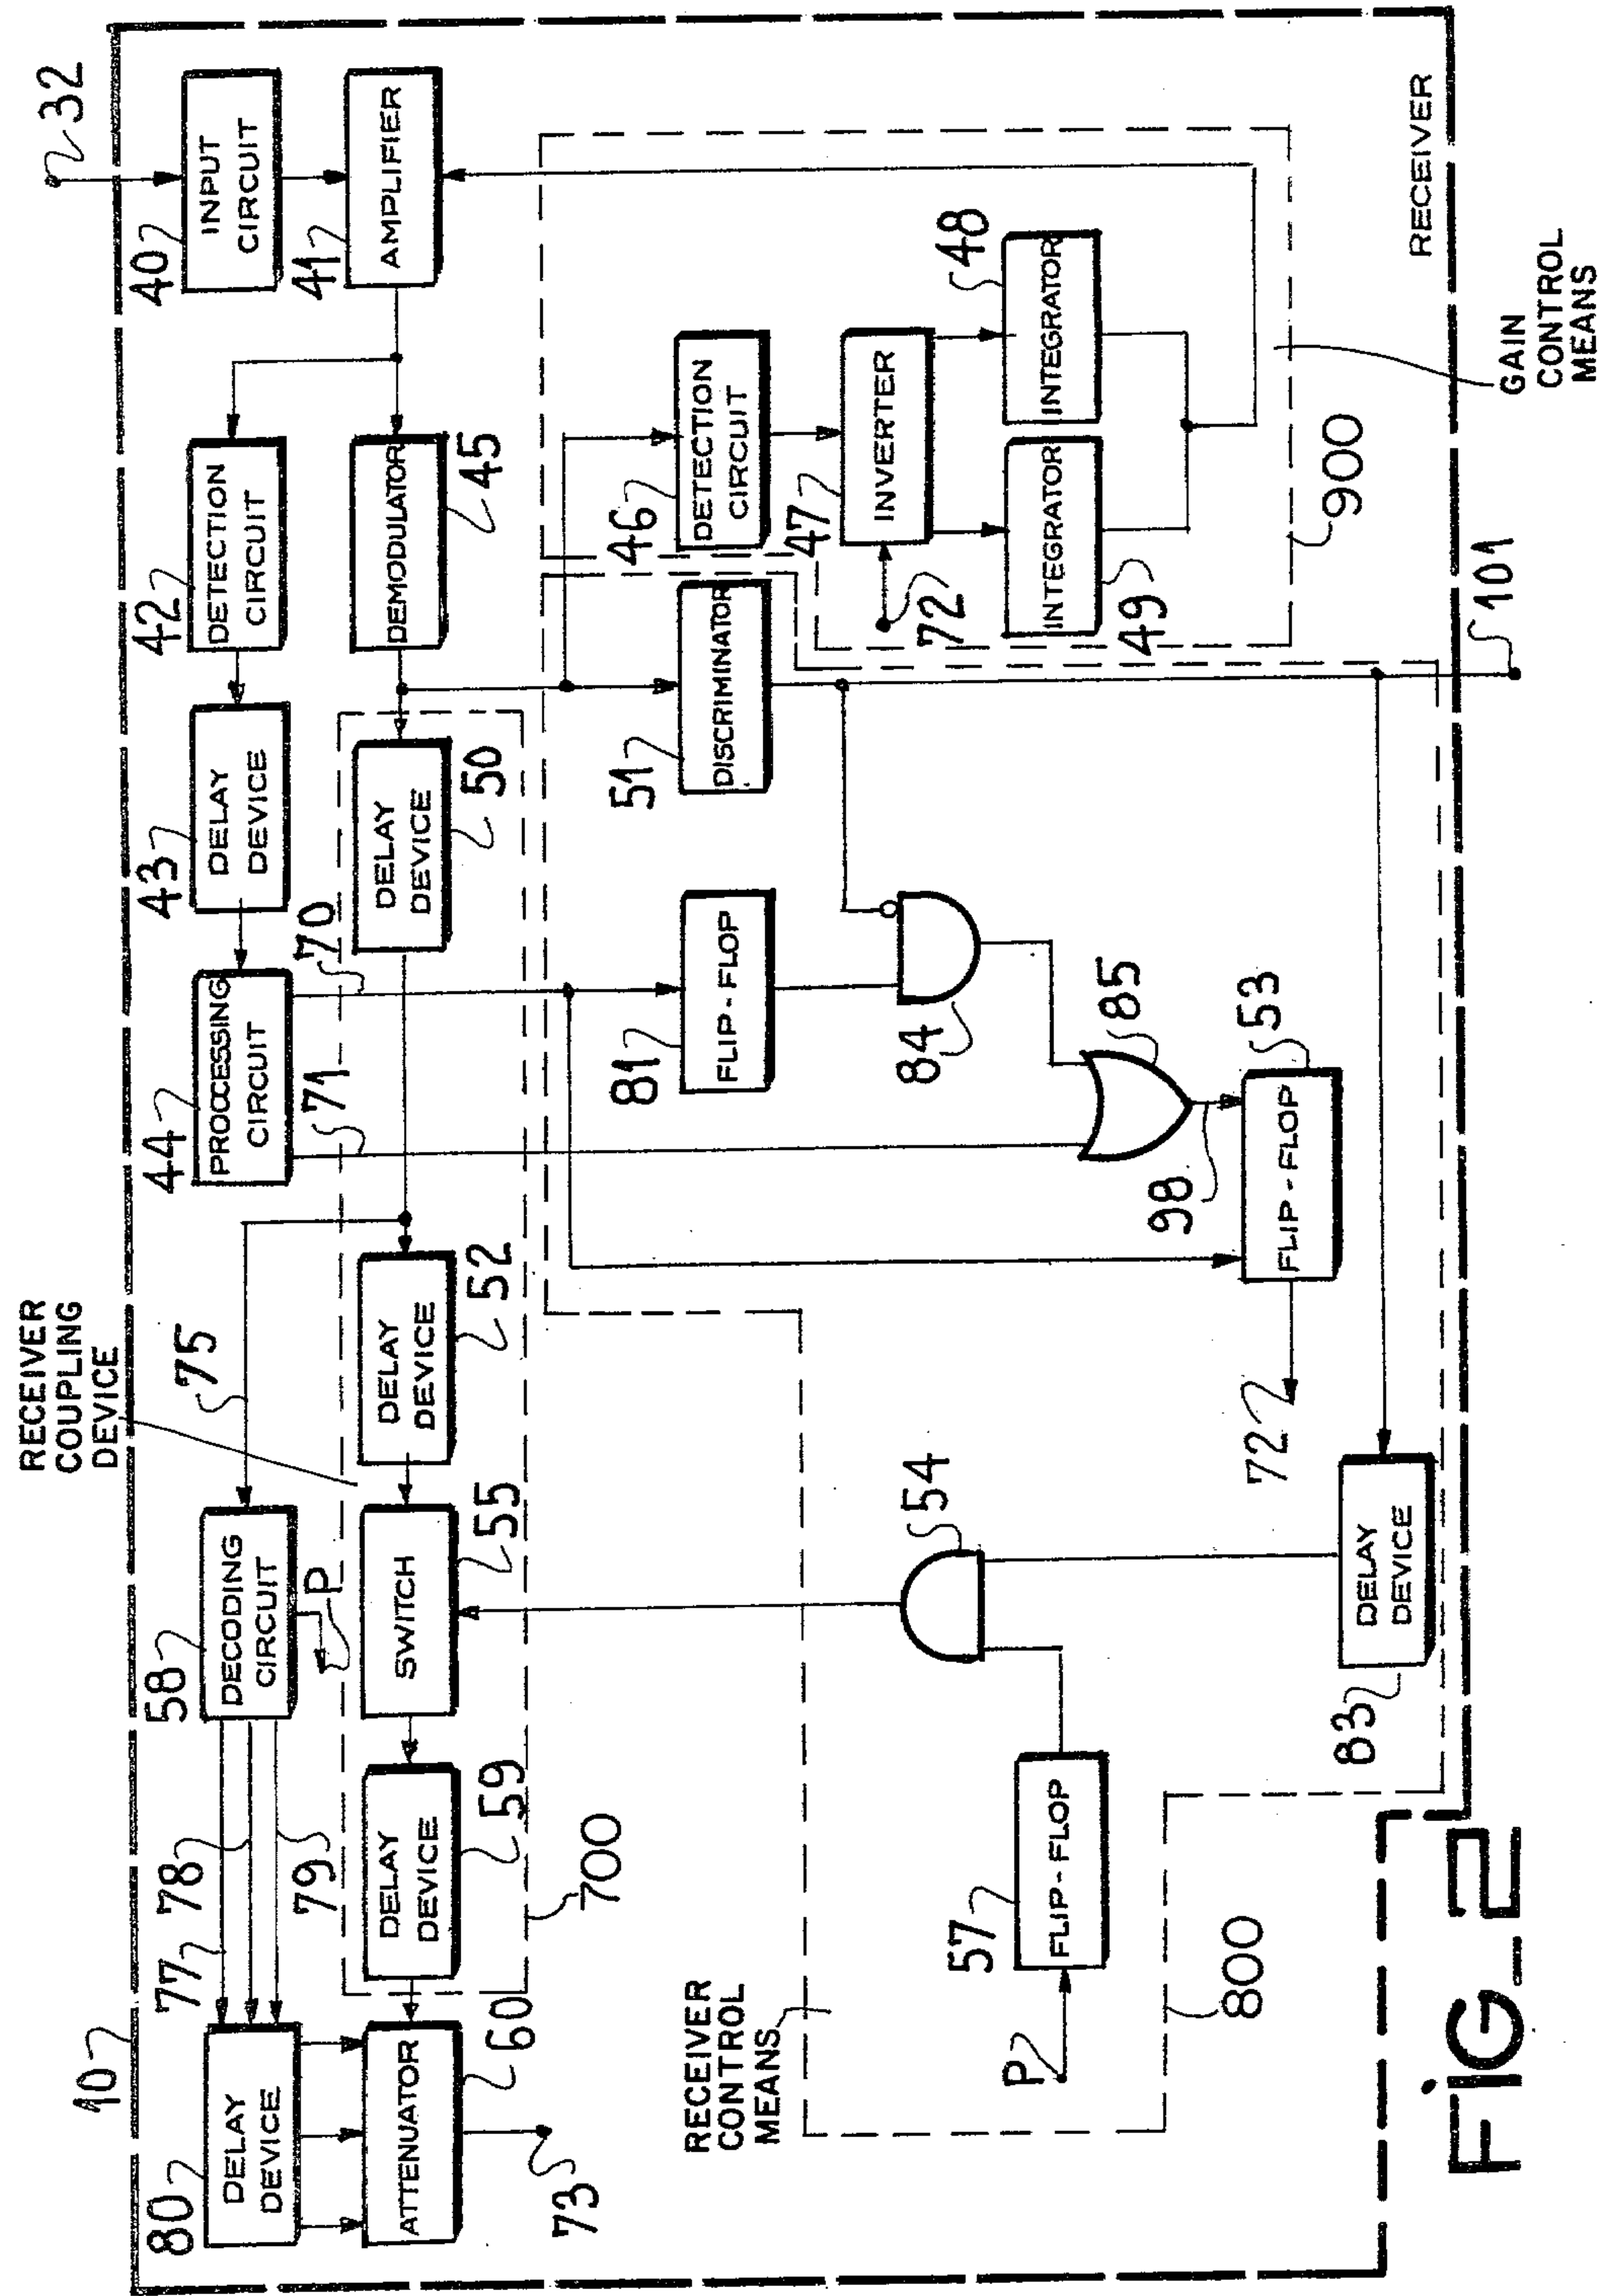 RECEIVER
COUPLING
DEVICE
10
32
40
INPUT
CIRCUIT
41
AMPLIFIER
42
DETECTION
CIRCUIT
43
DELAY
DEVICE
44
PROCESSING
CIRCUIT
45
DEMODULATOR
50
DELAY
DEVICE
70
71
75
52
DELAY
DEVICE
55
SWITCH
58
DECODING
CIRCUIT
P
59
DELAY
DEVICE
77
78
79
80
DELAY
DEVICE
60
ATTENUATOR
73
700
46
DETECTION
CIRCUIT
47
INVERTER
72
48
INTEGRATOR
49
INTEGRATOR
900
GAIN
CONTROL
MEANS
RECEIVER
51
DISCRIMINATOR
101
81
FLIP-FLOP
84
85
98
53
FLIP-FLOP
72
54
83
DELAY
DEVICE
57
FLIP-FLOP
P
RECEIVER
CONTROL
MEANS
800
FIG_2